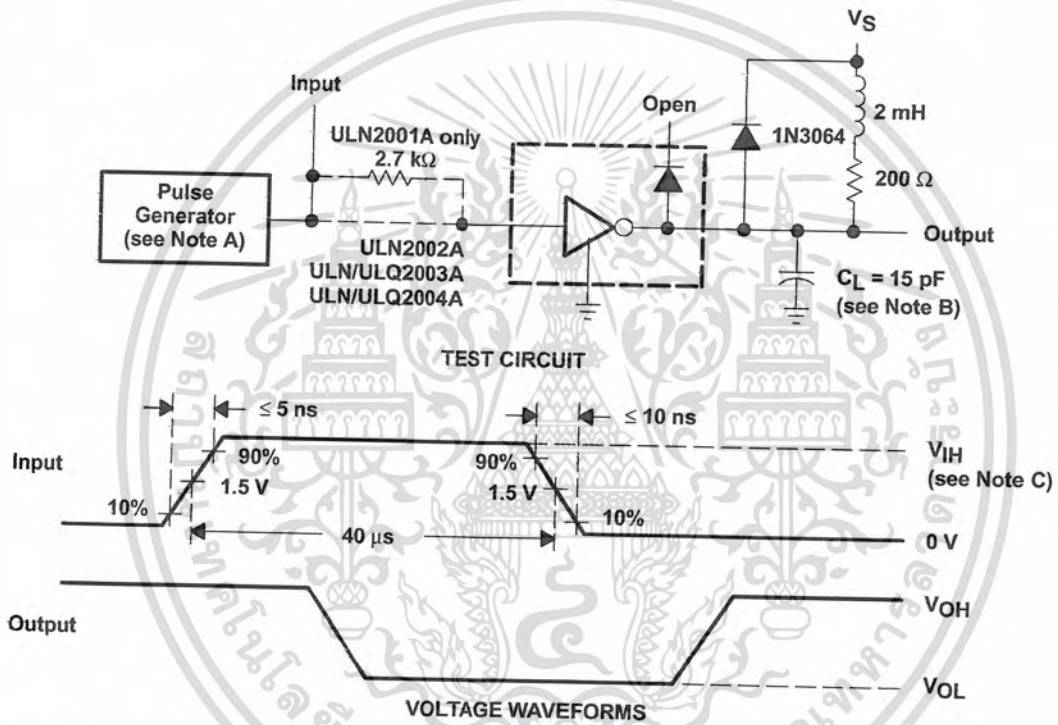 VS
Input
Open
2 mH
ULN2001A only
1N3064
2.7 kΩ
Pulse
Generator
(see Note A)
200 Ω
Output
ULN2002A
ULN/ULQ2003A
ULN/ULQ2004A
CL = 15 pF
(see Note B)
TEST CIRCUIT
≤ 5 ns
≤ 10 ns
Input
90%
90%
VIH
(see Note C)
1.5 V
1.5 V
10%
10%
40 µs
0 V
Output
VOH
VOL
VOLTAGE WAVEFORMS